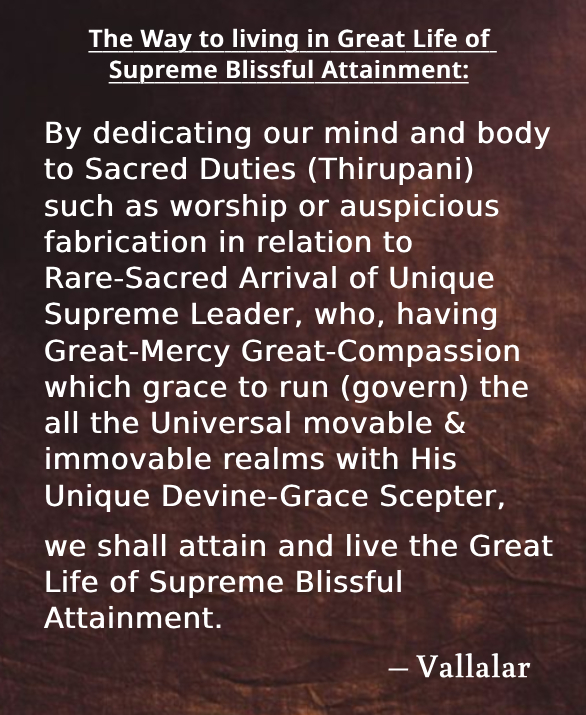 The Way to living in Great Life of
Supreme Blissful Attainment:
By dedicating our mind and body
to Sacred Duties (Thirupani)
such as worship or auspicious
fabrication in relation to
Rare-Sacred Arrival of Unique
Supreme Leader, who, having
Great-Mercy Great-Compassion
which grace to run (govern) the
all the Universal movable &
immovable realms with His
Unique Devine-Grace Scepter,
we shall attain and live the Great
Life of Supreme Blissful
Attainment.
– Vallalar